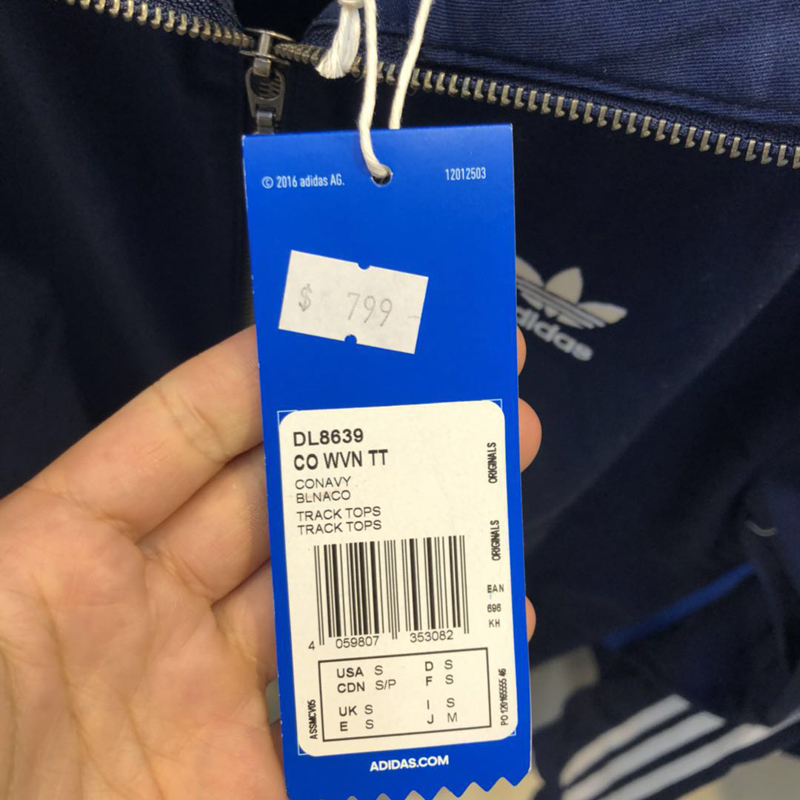 © 2016 adidas AG.
12012503
$ 799
adidas
DL8639
CO WVN TT
CONAVY
BLNACO
TRACK TOPS
TRACK TOPS
ORIGINALS
ORIGINALS
EAN
696
KH
4 059807 353082
USA S D S
CDN S/P F S
UK S I S
E S J M
ADIDAS.COM